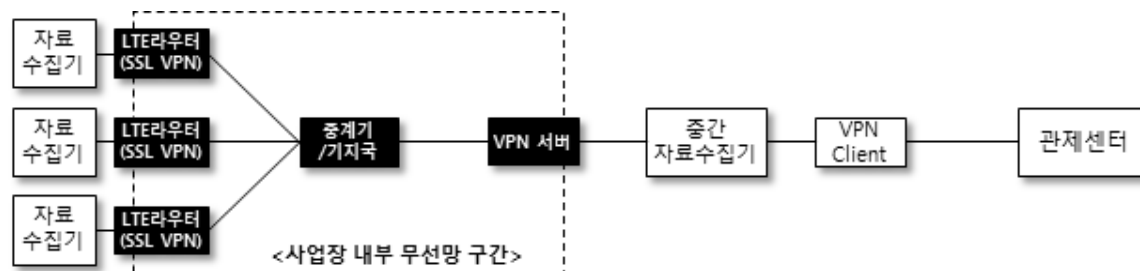 자료
수집기
LTE라우터
(SSL VPN)
자료
수집기
LTE라우터
(SSL VPN)
중계기
/기지국
VPN 서버
중간
자료수집기
VPN
Client
관제센터
자료
수집기
LTE라우터
(SSL VPN)
<사업장 내부 무선망 구간>